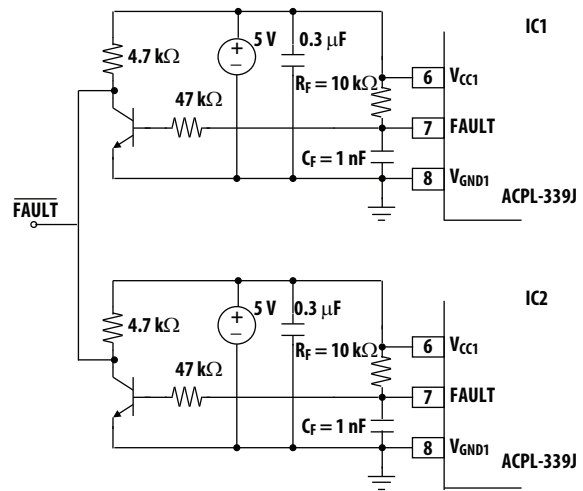 IC1
5 V
0.3 µF
4.7 kΩ
R_F = 10 kΩ
6
V_CC1
47 kΩ
7
FAULT
C_F = 1 nF
8
V_GND1
ACPL-339J
FAULT
IC2
5 V
0.3 µF
4.7 kΩ
R_F = 10 kΩ
6
V_CC1
47 kΩ
7
FAULT
C_F = 1 nF
8
V_GND1
ACPL-339J